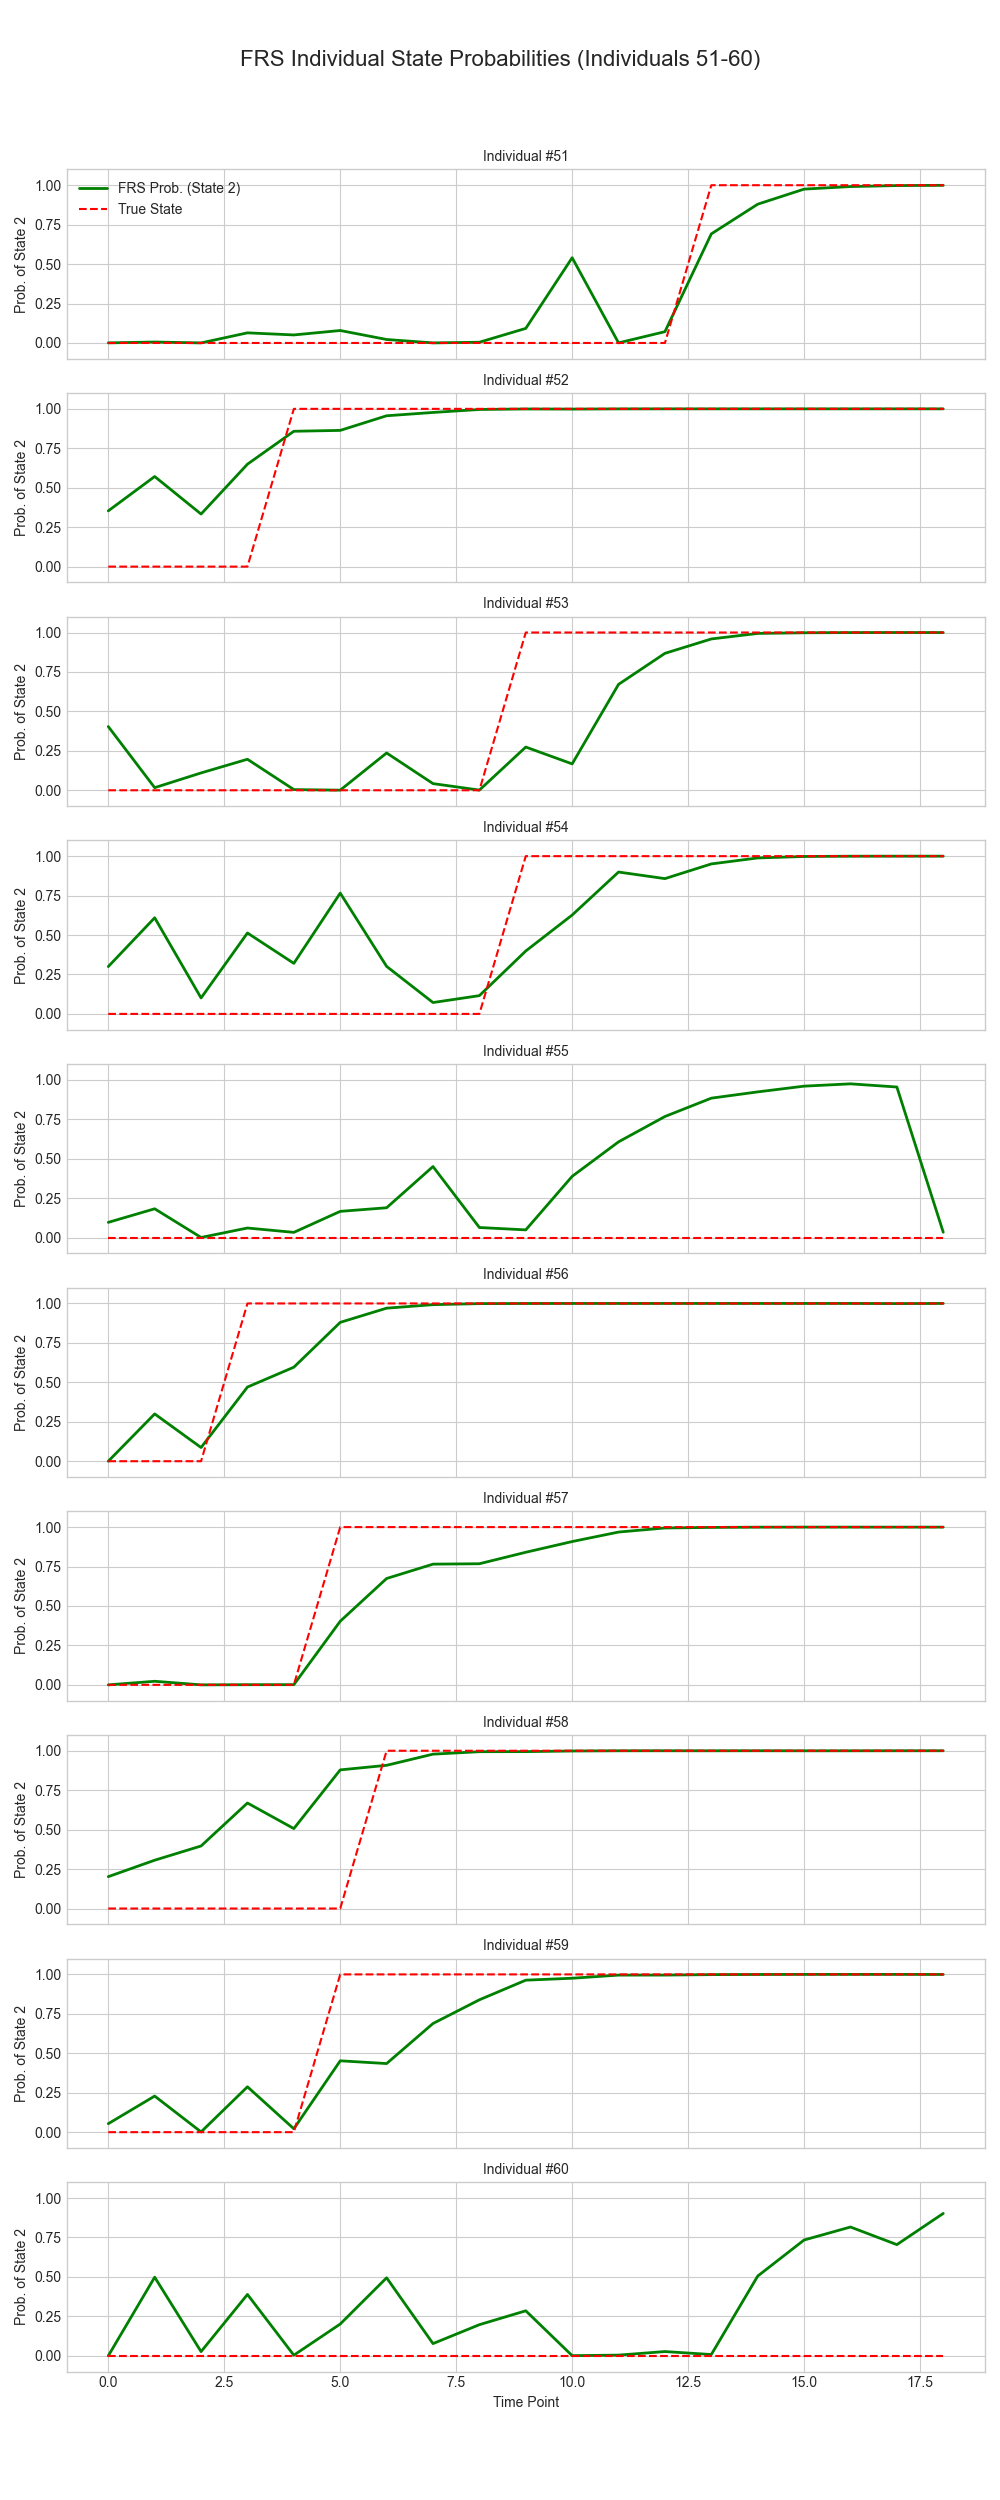 FRS Individual State Probabilities (Individuals 51-60)
Individual #51
FRS Prob. (State 2)
True State
1.00
0.75
0.50
0.25
0.00
Prob. of State 2
Individual #52
1.00
0.75
0.50
0.25
0.00
Prob. of State 2
Individual #53
1.00
0.75
0.50
0.25
0.00
Prob. of State 2
Individual #54
1.00
0.75
0.50
0.25
0.00
Prob. of State 2
Individual #55
1.00
0.75
0.50
0.25
0.00
Prob. of State 2
Individual #56
1.00
0.75
0.50
0.25
0.00
Prob. of State 2
Individual #57
1.00
0.75
0.50
0.25
0.00
Prob. of State 2
Individual #58
1.00
0.75
0.50
0.25
0.00
Prob. of State 2
Individual #59
1.00
0.75
0.50
0.25
0.00
Prob. of State 2
Individual #60
1.00
0.75
0.50
0.25
0.00
Prob. of State 2
0.0 2.5 5.0 7.5 10.0 12.5 15.0 17.5
Time Point